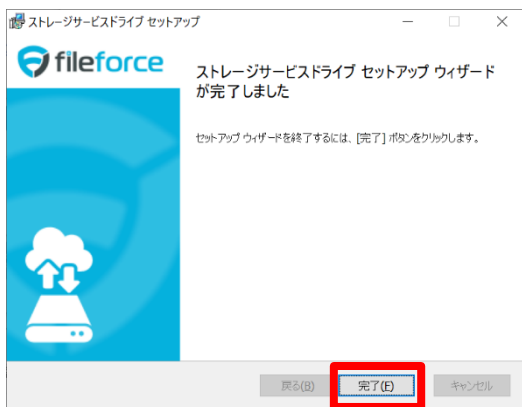 ストレージサービスドライブ セットアップ
fileforce
ストレージサービスドライブ セットアップ ウィザード
が完了しました
セットアップ ウィザードを終了するには、[完了] ボタンをクリックします。
戻る(B) 完了(F) キャンセル